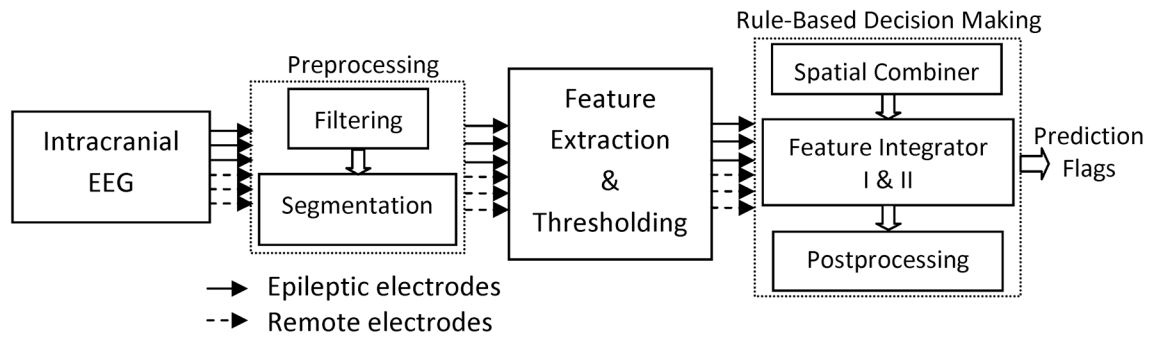 Rule-Based Decision Making
Preprocessing
Intracranial
EEG
Filtering
Segmentation
Feature
Extraction
&
Thresholding
Spatial Combiner
Feature Integrator
I & II
Postprocessing
Prediction
Flags
Epileptic electrodes
Remote electrodes